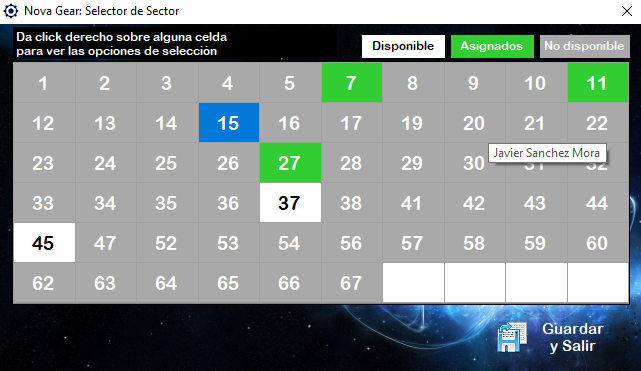 Nova Gear: Selector de Sector
Da click derecho sobre alguna celda
para ver las opciones de selección
Disponible Asignados No disponible
1 2 3 4 5 7 8 9 10 11
12 13 14 15 16 17 19 20 21 22
Javier Sanchez Mora
23 24 25 26 27 28 29 30 31 32
33 34 35 36 37 38 41 42 43 44
45 47 52 53 54 56 57 58 59 60
62 63 64 65 66 67
Guardar
y Salir